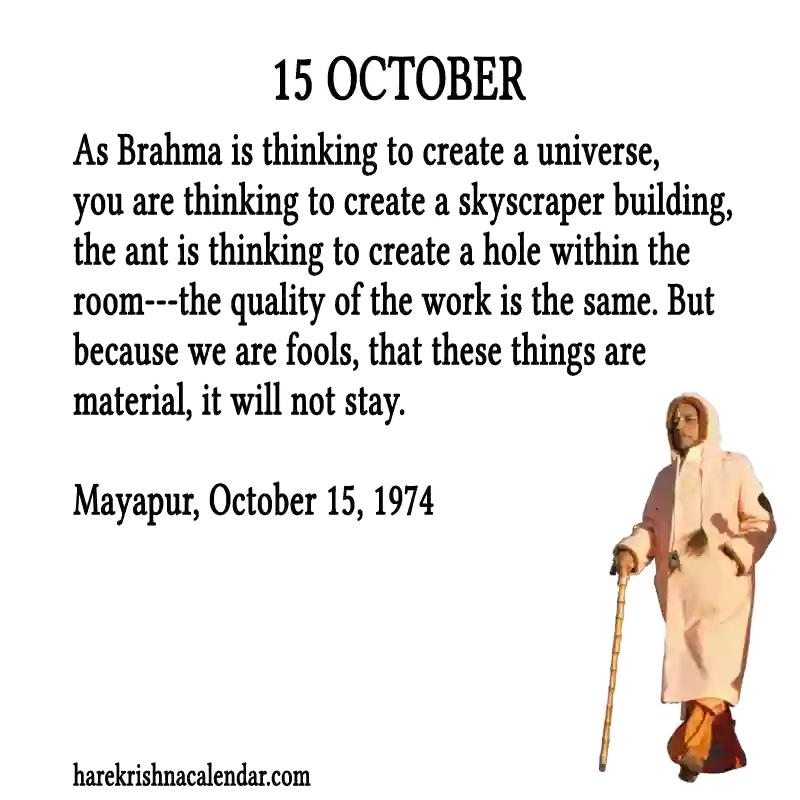 15 OCTOBER
As Brahma is thinking to create a universe,
you are thinking to create a skyscraper building,
the ant is thinking to create a hole within the
room---the quality of the work is the same. But
because we are fools, that these things are
material, it will not stay.
Mayapur, October 15, 1974
harekrishnacalendar.com